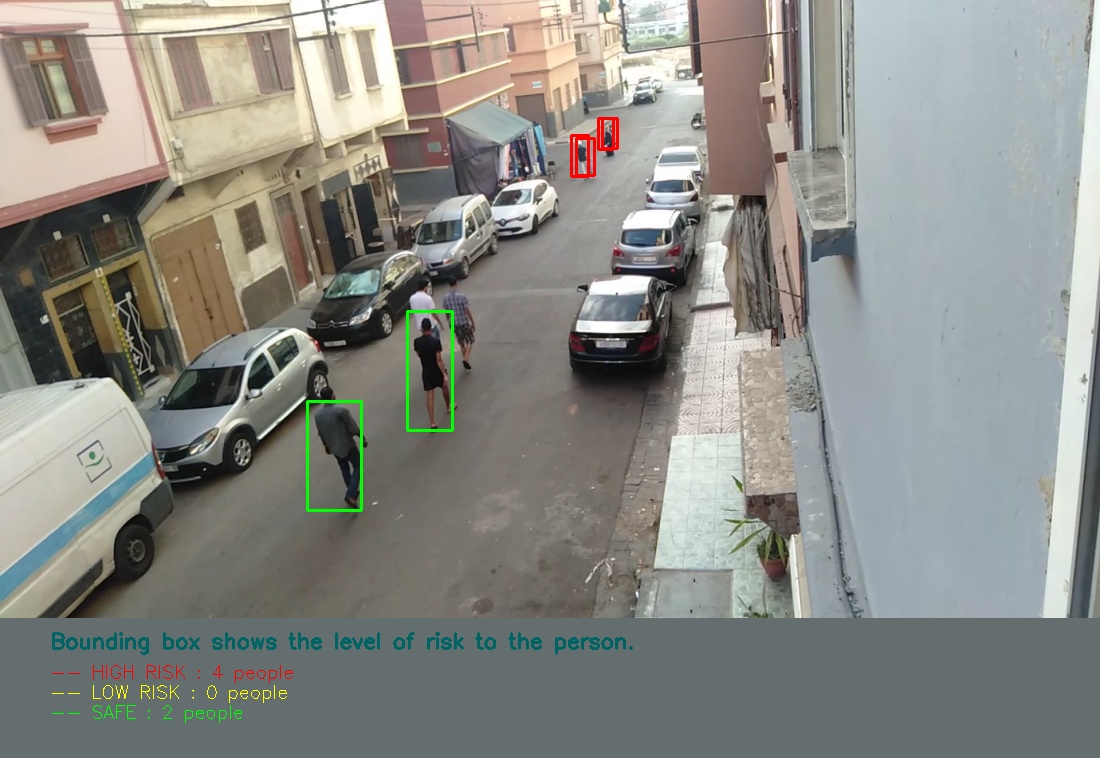 Bounding box shows the level of risk to the person.
—— HIGH RISK : 4 people
—— LOW RISK : 0 people
—— SAFE : 2 people